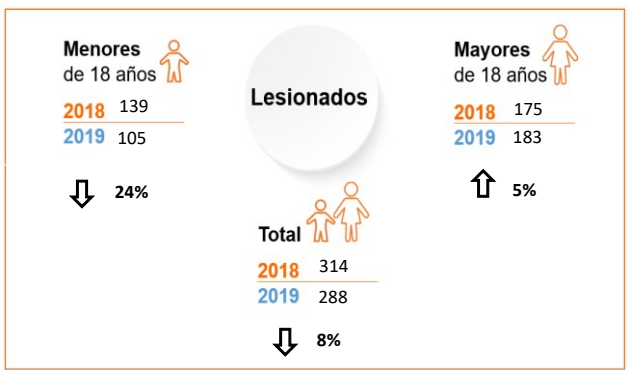 Menores
de 18 años
2018 139
2019 105
24%
Lesionados
Mayores
de 18 años
2018 175
2019 183
5%
Total
2018 314
2019 288
8%